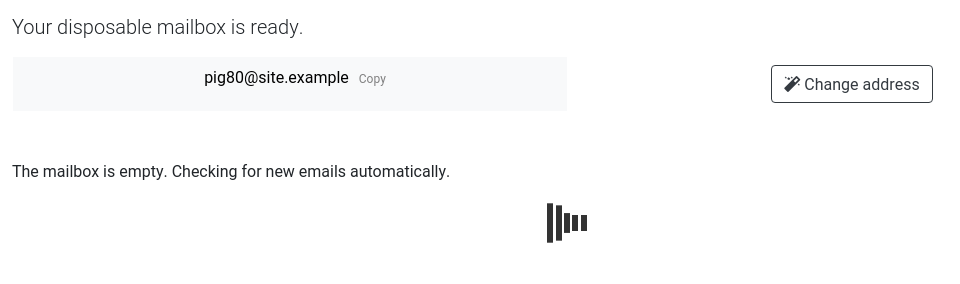 Your disposable mailbox is ready.
pig80@site.example Copy
Change address
The mailbox is empty. Checking for new emails automatically.